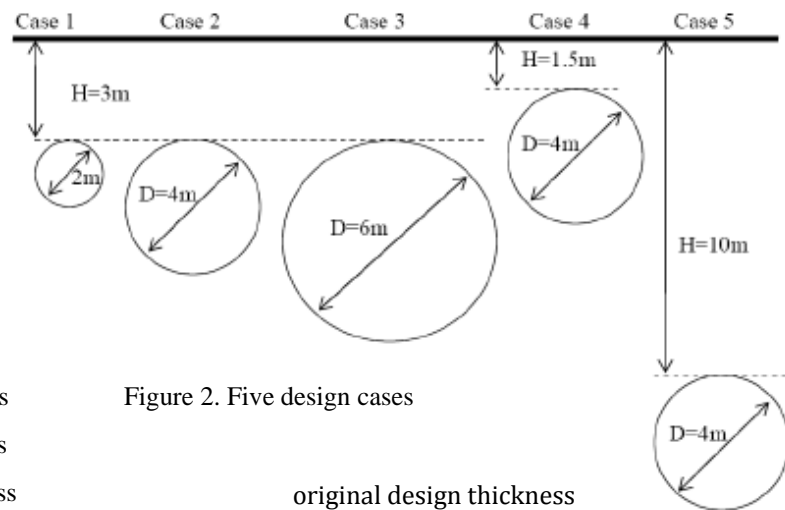 Case 1 Case 2 Case 3 Case 4 Case 5
H=1.5m
H=3m
D=4m
2m
D=4m
D=6m
H=10m
s
Figure 2. Five design cases
s
D=4m
ss
original design thickness